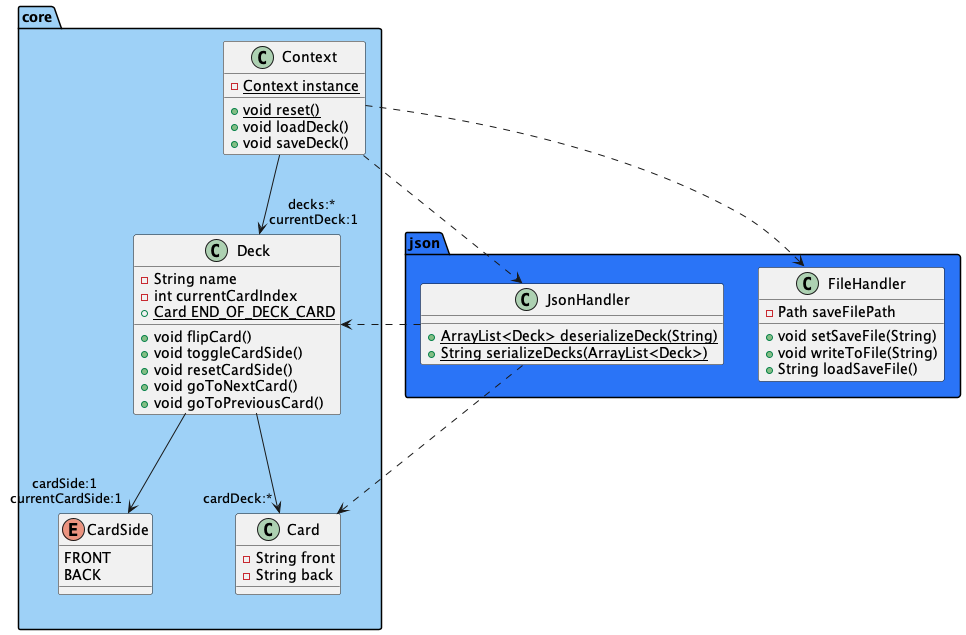 core
C Context
Context instance
void reset()
void loadDeck()
void saveDeck()
decks:*
currentDeck:1
C Deck
String name
int currentCardIndex
Card END_OF_DECK_CARD
void flipCard()
void toggleCardSide()
void resetCardSide()
void goToNextCard()
void goToPreviousCard()
cardSide:1
currentCardSide:1
cardDeck:*
E CardSide
FRONT
BACK
C Card
String front
String back
json
C JsonHandler
ArrayList<Deck> deserializeDeck(String)
String serializeDecks(ArrayList<Deck>)
C FileHandler
Path saveFilePath
void setSaveFile(String)
void writeToFile(String)
String loadSaveFile()